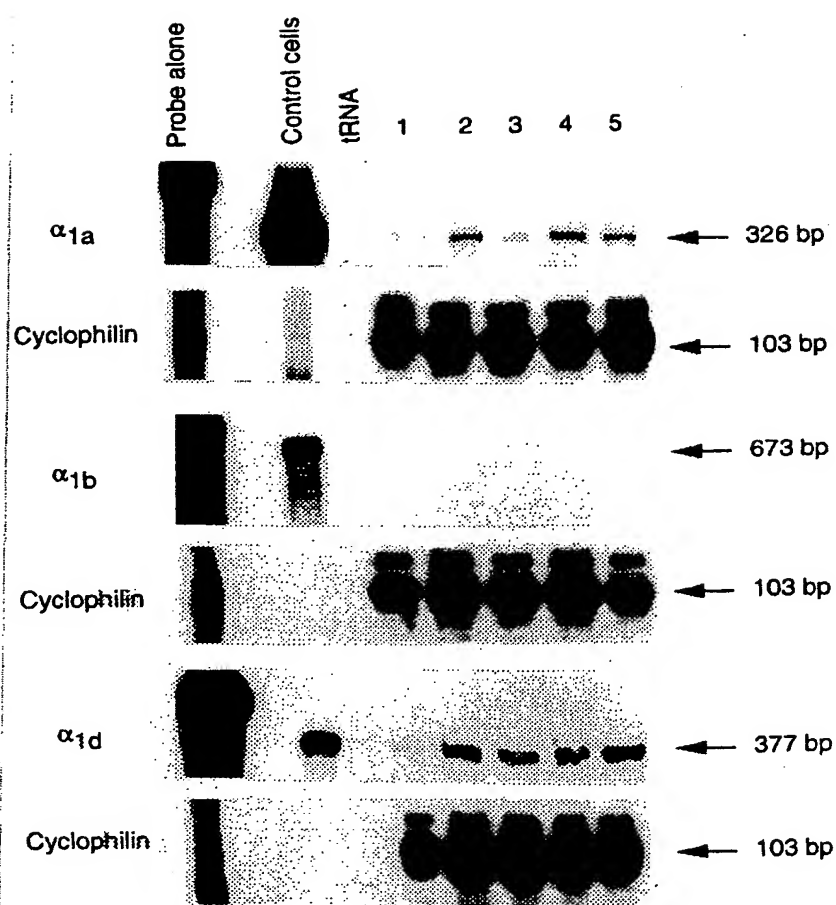 Probe alone
Control cells
tRNA
1 2 3 4 5
α1a
326 bp
Cyclophilin
103 bp
α1b
673 bp
Cyclophilin
103 bp
α1d
377 bp
Cyclophilin
103 bp